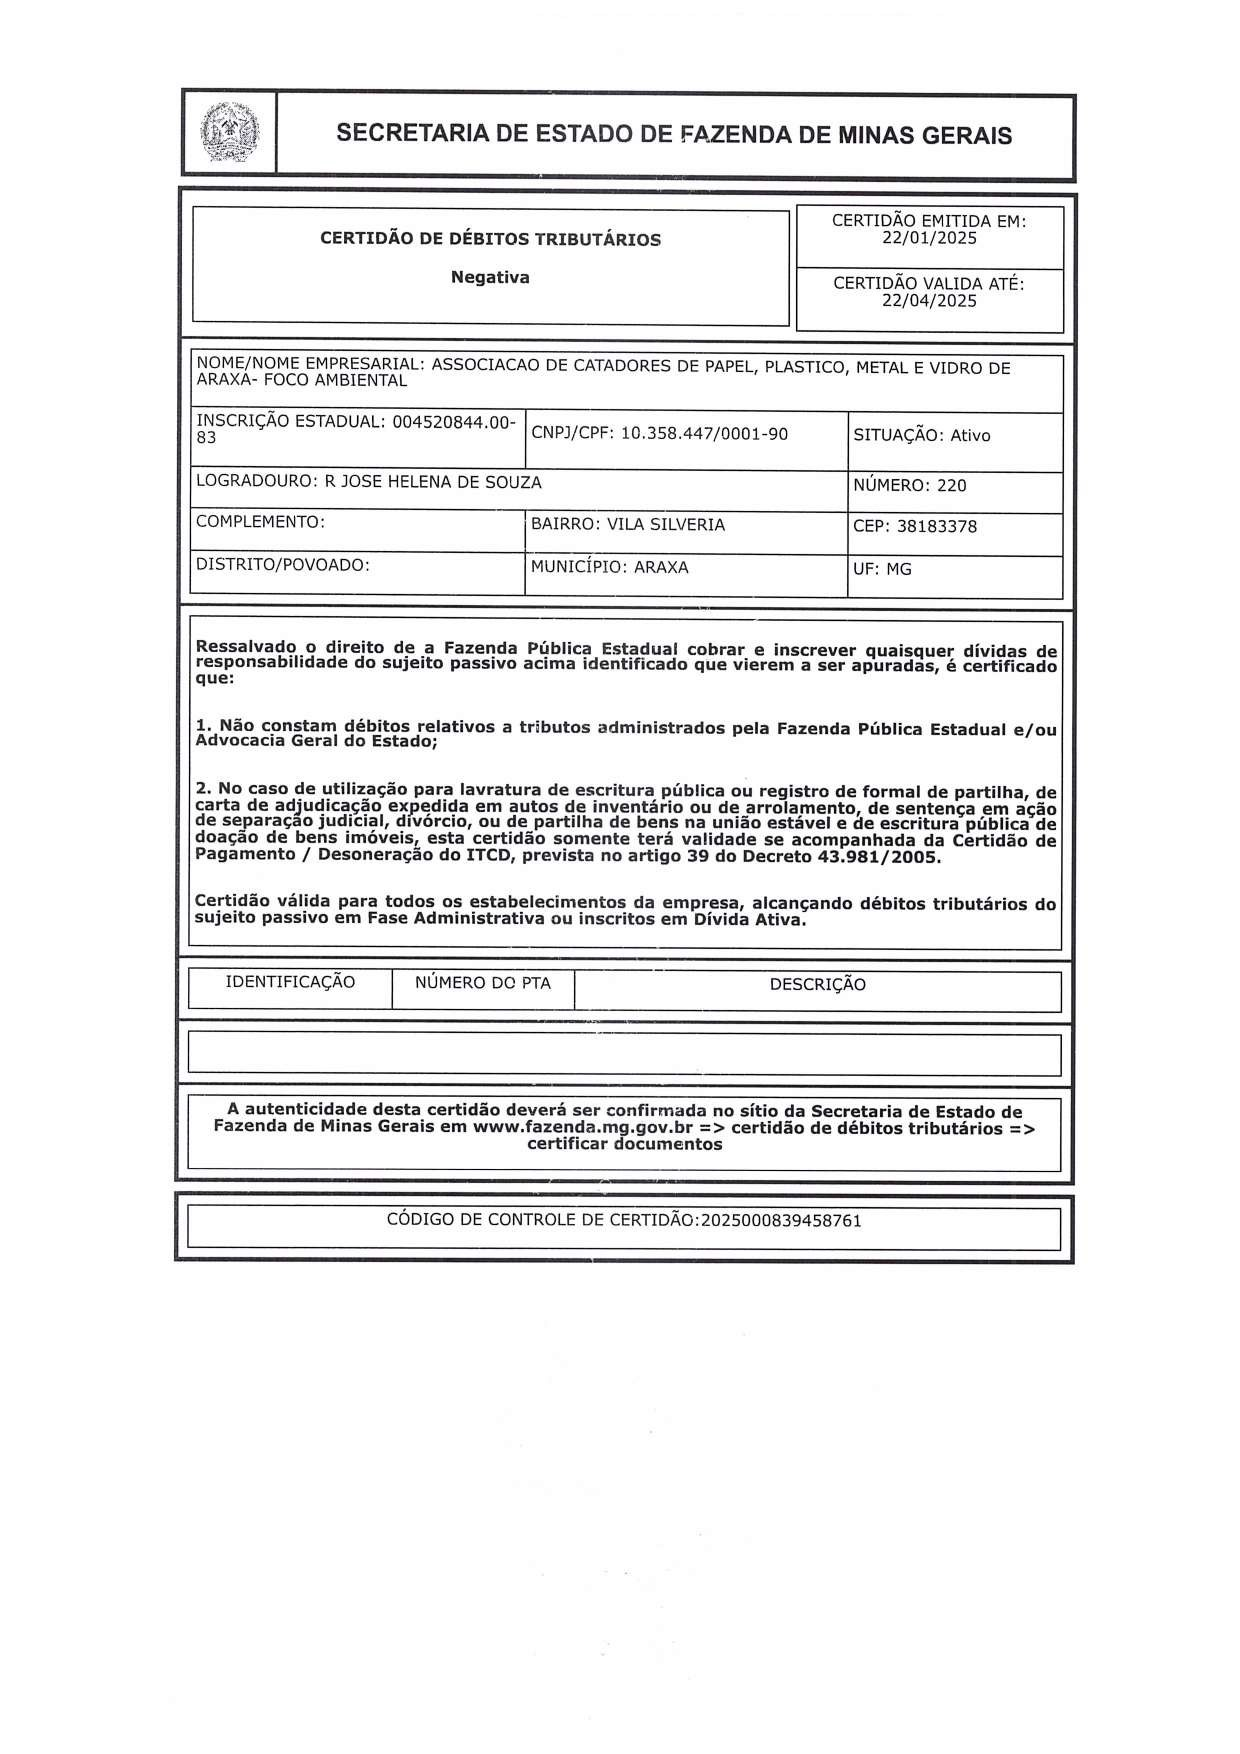 SECRETARIA DE ESTADO DE FAZENDA DE MINAS GERAIS
CERTIDÃO DE DÉBITOS TRIBUTÁRIOS
Negativa
CERTIDÃO EMITIDA EM:
22/01/2025
CERTIDÃO VALIDA ATÉ:
22/04/2025
NOME/NOME EMPRESARIAL: ASSOCIACAO DE CATADORES DE PAPEL, PLASTICO, METAL E VIDRO DE
ARAXA- FOCO AMBIENTAL
INSCRIÇÃO ESTADUAL: 004520844.00-
83
CNPJ/CPF: 10.358.447/0001-90
SITUAÇÃO: Ativo
LOGRADOURO: R JOSE HELENA DE SOUZA
NÚMERO: 220
COMPLEMENTO:
BAIRRO: VILA SILVERIA
CEP: 38183378
DISTRITO/POVOADO:
MUNICÍPIO: ARAXA
UF: MG
Ressalvado o direito de a Fazenda Pública Estadual cobrar e inscrever quaisquer dívidas de
responsabilidade do sujeito passivo acima identificado que vierem a ser apuradas, é certificado
que:
1. Não constam débitos relativos a tributos administrados pela Fazenda Pública Estadual e/ou
Advocacia Geral do Estado;
2. No caso de utilização para lavratura de escritura pública ou registro de formal de partilha, de
carta de adjudicação expedida em autos de inventário ou de arrolamento, de sentença em ação
de separação judicial, divórcio, ou de partilha de bens na união estável e de escritura pública de
doação de bens imóveis, esta certidão somente terá validade se acompanhada da Certidão de
Pagamento / Desoneração do ITCD, prevista no artigo 39 do Decreto 43.981/2005.
Certidão válida para todos os estabelecimentos da empresa, alcançando débitos tributários do
sujeito passivo em Fase Administrativa ou inscritos em Dívida Ativa.
IDENTIFICAÇÃO
NÚMERO DO PTA
DESCRIÇÃO
A autenticidade desta certidão deverá ser confirmada no sítio da Secretaria de Estado de
Fazenda de Minas Gerais em www.fazenda.mg.gov.br => certidão de débitos tributários =>
certificar documentos
CÓDIGO DE CONTROLE DE CERTIDÃO:2025000839458761